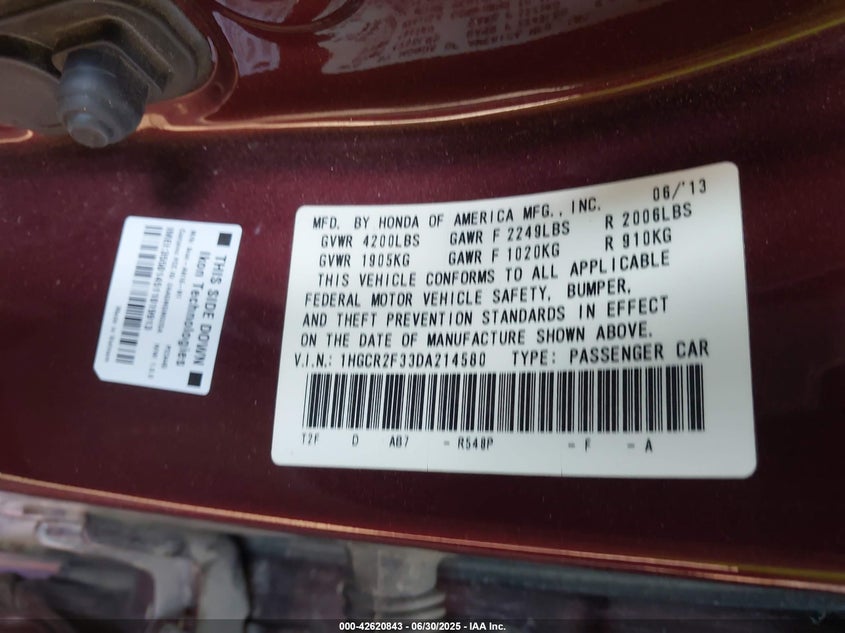 MFD. BY HONDA OF AMERICA MFG., INC. 06/'13
GVWR 4200LBS GAWR F 2249LBS R 2006LBS
GVWR 1905KG GAWR F 1020KG R 910KG
THIS VEHICLE CONFORMS TO ALL APPLICABLE
FEDERAL MOTOR VEHICLE SAFETY, BUMPER,
AND THEFT PREVENTION STANDARDS IN EFFECT
ON THE DATE OF MANUFACTURE SHOWN ABOVE.
V.I.N.: 1HGCR2F33DA214580 TYPE: PASSENGER CAR
T2F D AB7 - R548P - F - A
THIS SIDE DOWN
Ikon Technologies
000-42620843 - 06/30/2025 - IAA Inc.